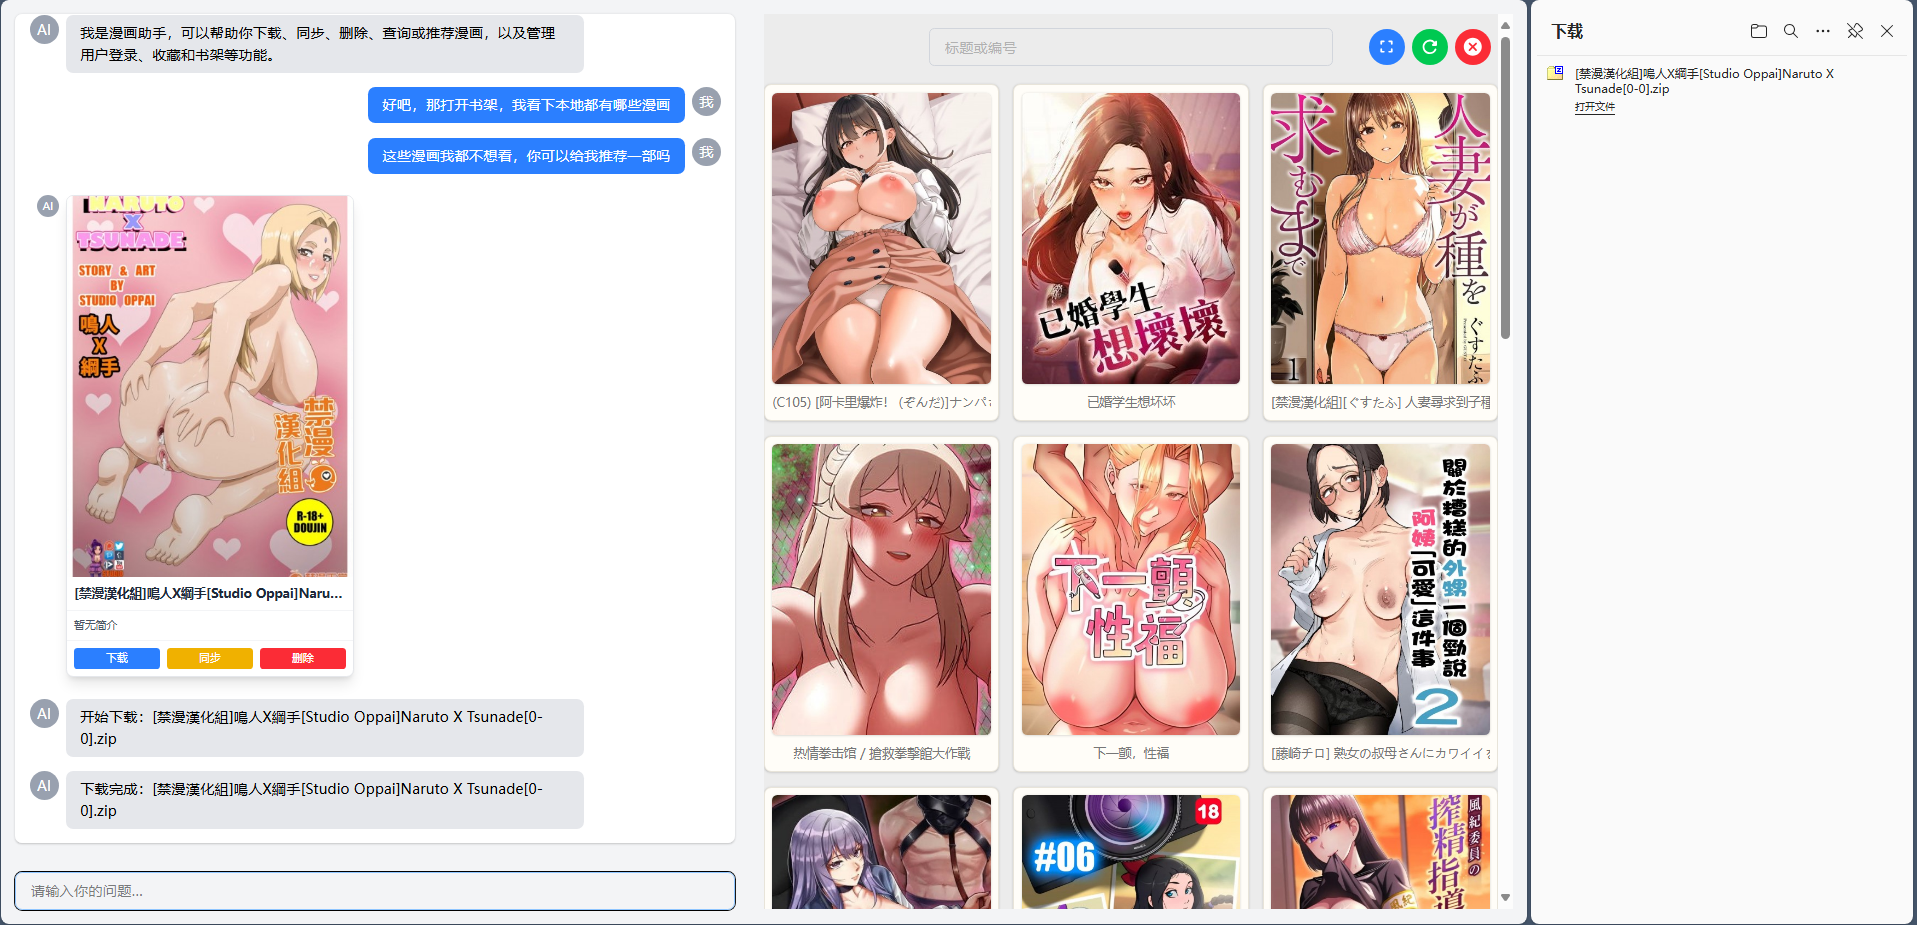 AI
我是漫画助手，可以帮助你下载、同步、删除、查询或推荐漫画，以及管理
用户登录、收藏和书架等功能。
好吧，那打开书架，我看下本地都有哪些漫画
我
这些漫画我都不想看，你可以给我推荐一部吗
我
AI
NARUTO
X
TSUNADE
STORY & ART
BY
STUDIO OPPAI
鳴人
X
綱手
禁漫
漢化組
R-18+
DOUJIN
[禁漫漢化組]鳴人X綱手[Studio Oppai]Naru...
暂无简介
下载
同步
删除
AI
开始下载：[禁漫漢化組]鳴人X綱手[Studio Oppai]Naruto X Tsunade[0-
0].zip
AI
下载完成：[禁漫漢化組]鳴人X綱手[Studio Oppai]Naruto X Tsunade[0-
0].zip
请输入你的问题...
标题或编号
(C105) [阿卡里爆炸！ (ぞんだ)]ナンパさ
已婚學生
想壞壞
已婚学生想坏坏
人妻が種を
求むまで
ぐすたふ
1
[禁漫漢化組][ぐすたふ] 人妻尋求到子種
热情拳击馆 / 搶救拳擊館大作戰
下一顫,
性福
下一颤，性福
關於糟糕的外甥一個勁說
阿姨「可愛」這件事
2
[藤崎チロ] 熟女の叔母さんにカワイイを
#06
18
風紀委員の
搾精指導
下载
[禁漫漢化組]鳴人X綱手[Studio Oppai]Naruto X
Tsunade[0-0].zip
打开文件